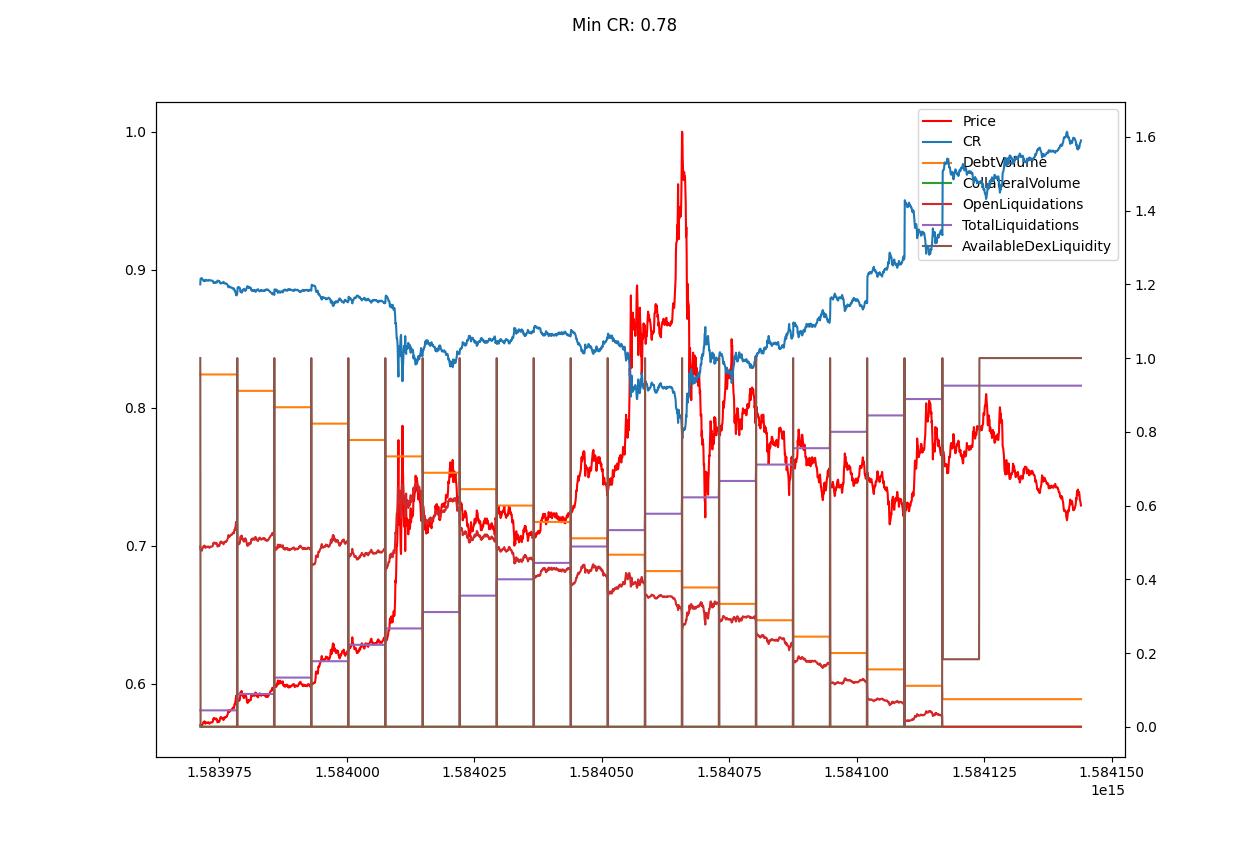 Min CR: 0.78
1.0
0.9
0.8
0.7
0.6
Price
CR
DebtVolume
CollateralVolume
OpenLiquidations
TotalLiquidations
AvailableDexLiquidity
1.6
1.4
1.2
1.0
0.8
0.6
0.4
0.2
0.0
1.583975 1.584000 1.584025 1.584050 1.584075 1.584100 1.584125 1.584150
1e15